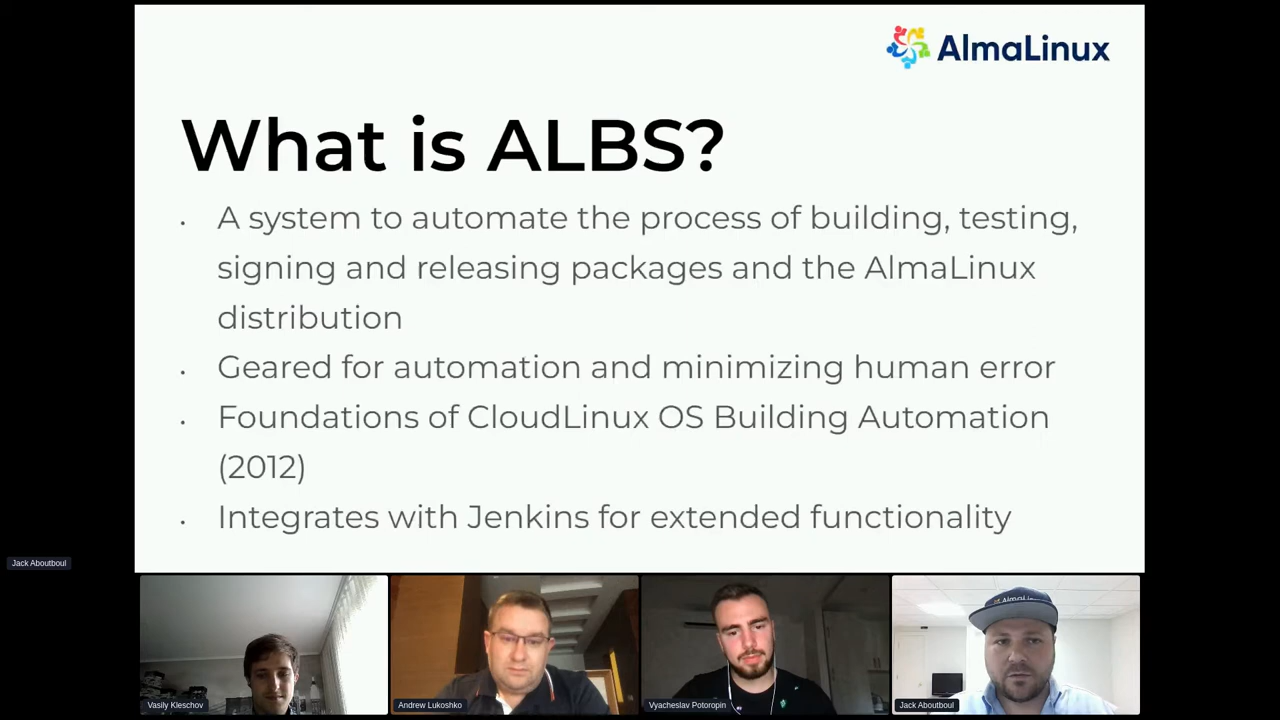 AlmaLinux
What is ALBS?
• A system to automate the process of building, testing,
signing and releasing packages and the AlmaLinux
distribution
• Geared for automation and minimizing human error
• Foundations of CloudLinux OS Building Automation
(2012)
• Integrates with Jenkins for extended functionality
Jack Aboutboul
Vasily Kleschov
Andrew Lukoshko
Vyacheslav Potoropin
Jack Aboutboul